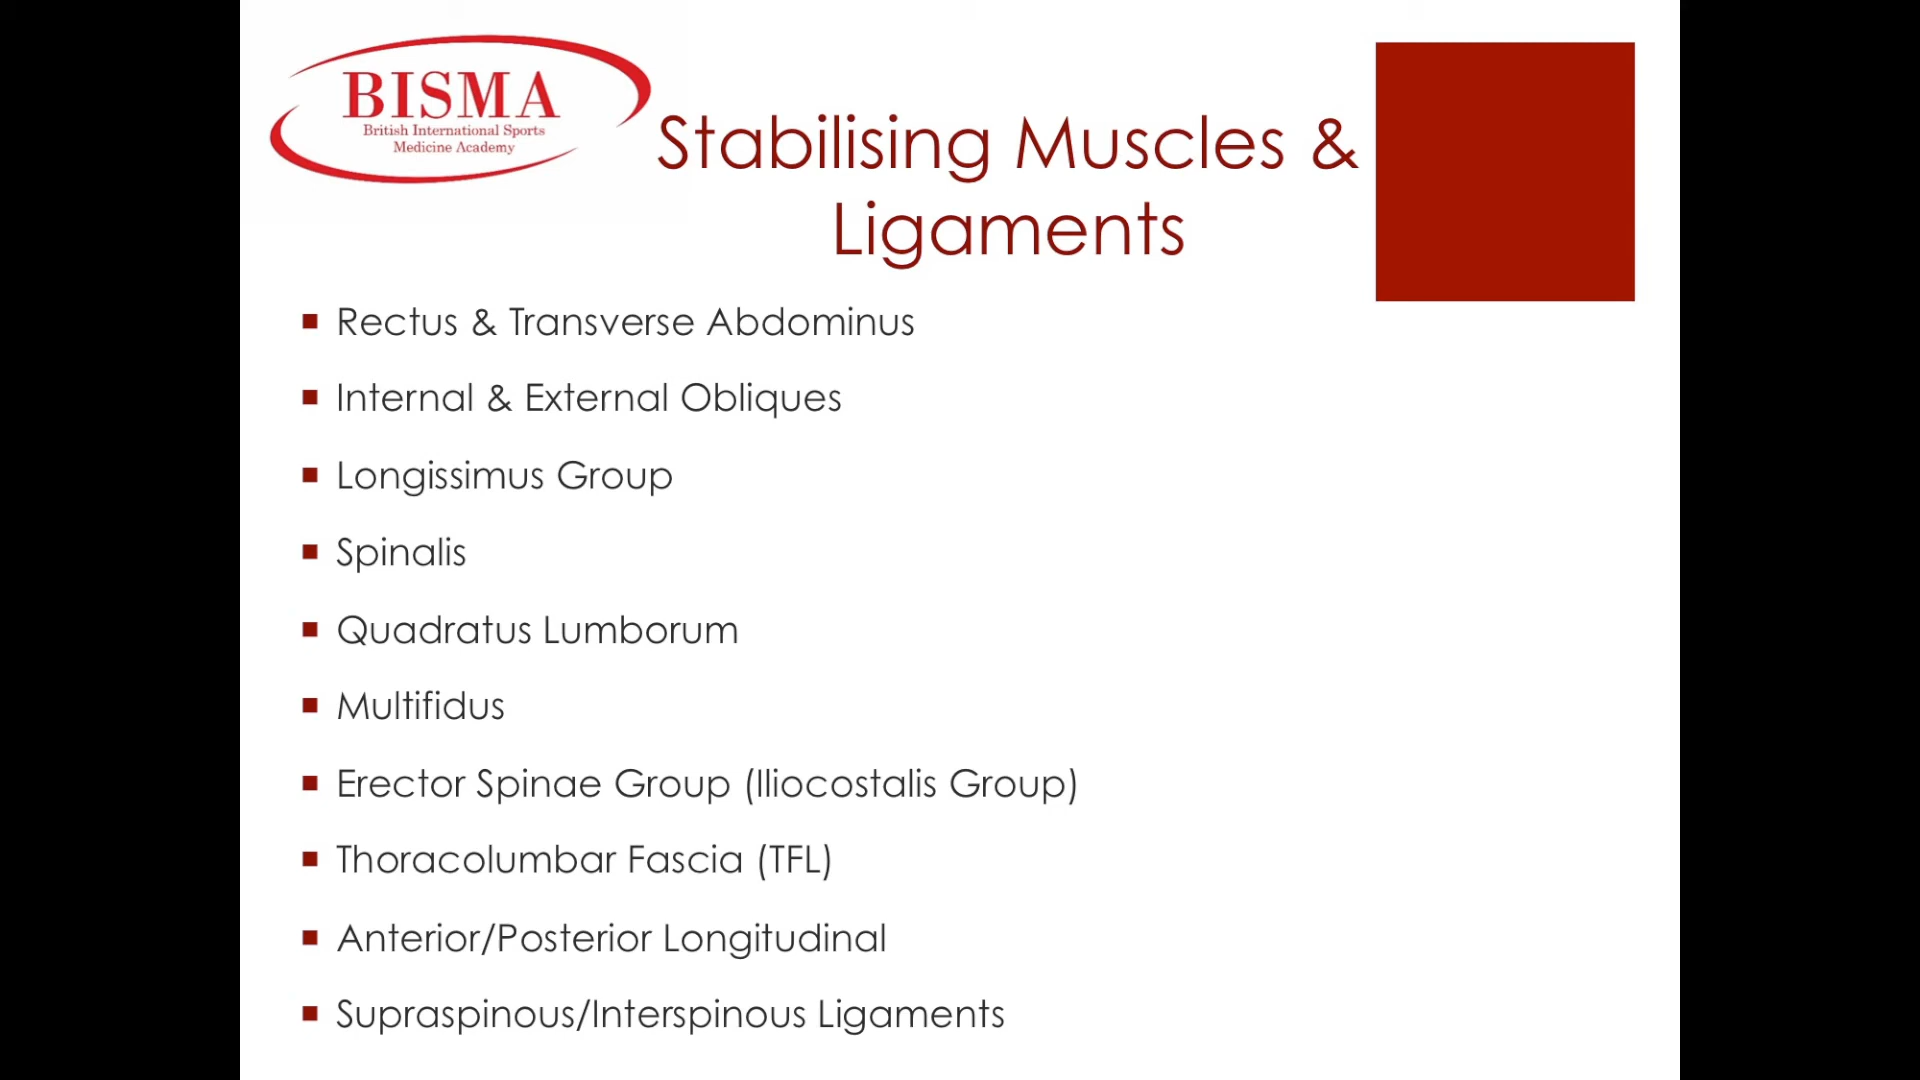 BISMA
British International Sports
Medicine Academy
Stabilising Muscles &
Ligaments
Rectus & Transverse Abdominus
Internal & External Obliques
Longissimus Group
Spinalis
Quadratus Lumborum
Multifidus
Erector Spinae Group (Iliocostalis Group)
Thoracolumbar Fascia (TFL)
Anterior/Posterior Longitudinal
Supraspinous/Interspinous Ligaments